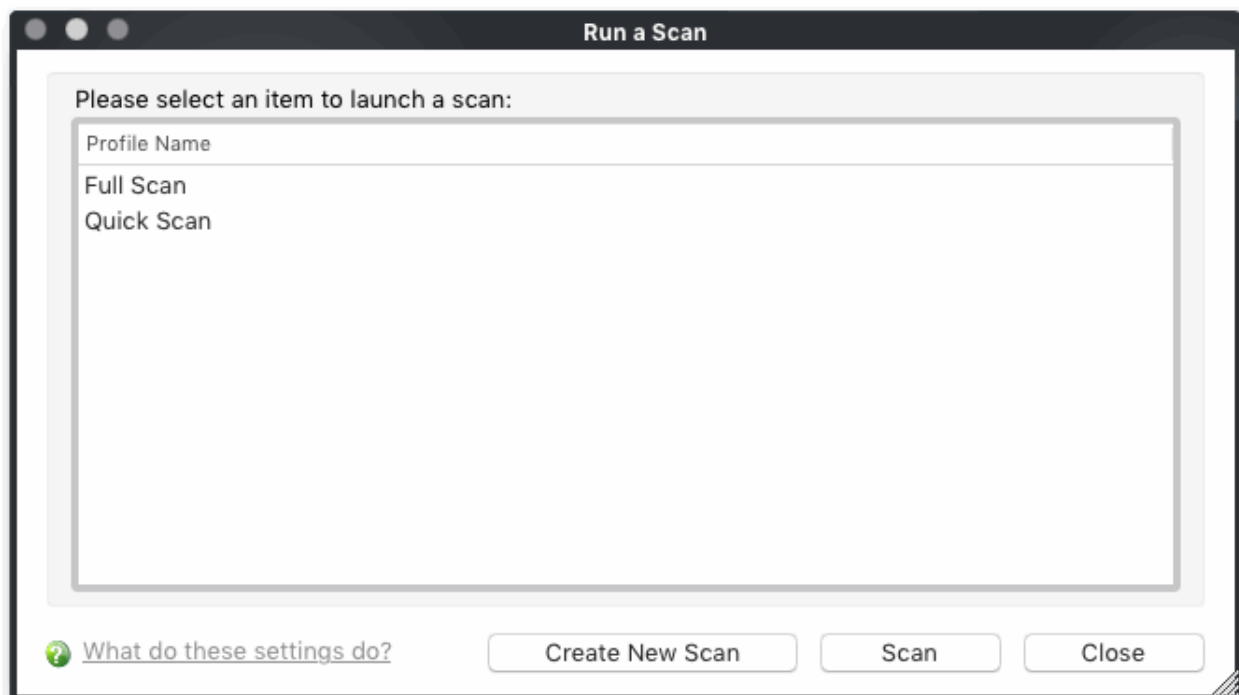 Run a Scan
Please select an item to launch a scan:
Profile Name
Full Scan
Quick Scan
What do these settings do?
Create New Scan
Scan
Close